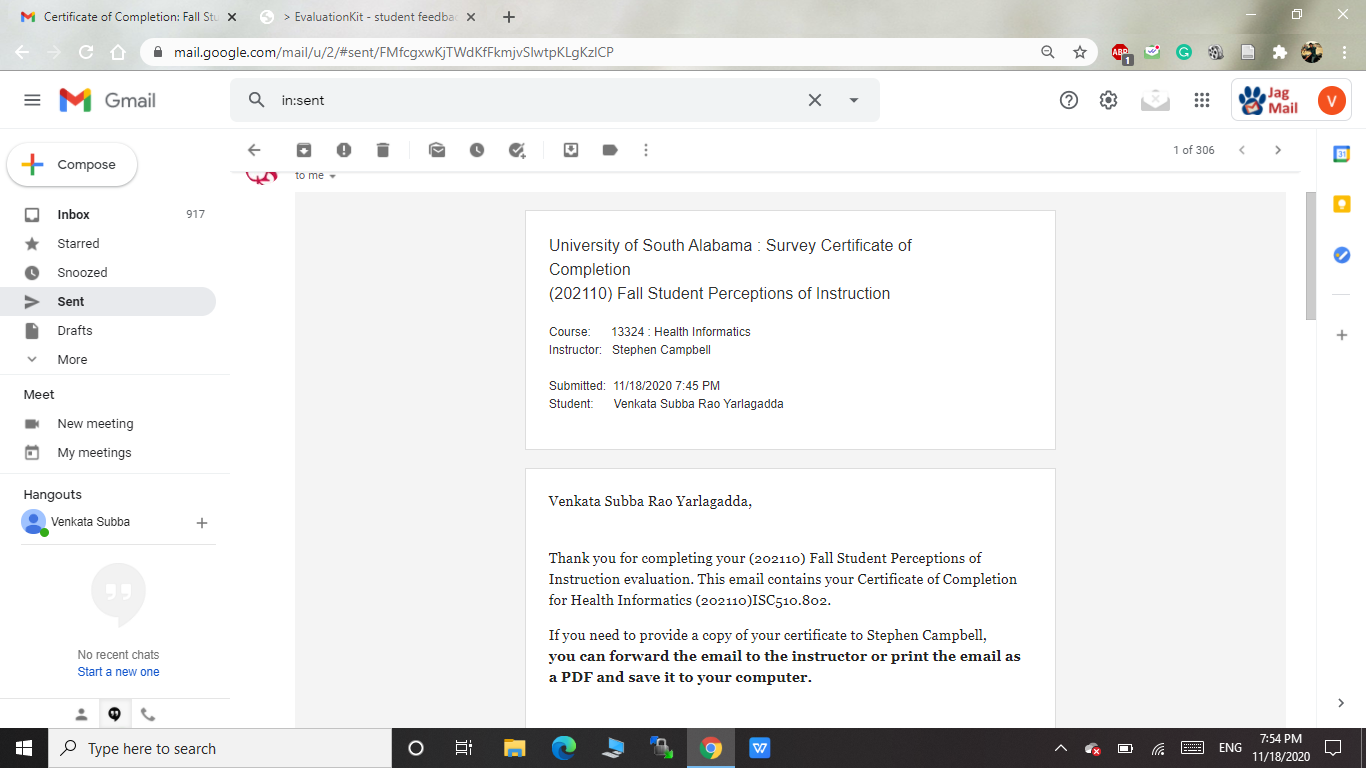 Certificate of Completion: Fall Stu
> EvaluationKit - student feedbac
mail.google.com/mail/u/2/#sent/FMfcgxwKjTWdKfFkmjvSlwtpKLgKzlCP
ABP
1
Gmail
in:sent
Jag
Mail
V
Compose
1 of 306
31
to me
Inbox 917
Starred
Snoozed
Sent
Drafts
More
Meet
New meeting
My meetings
Hangouts
Venkata Subba
No recent chats
Start a new one
University of South Alabama : Survey Certificate of
Completion
(202110) Fall Student Perceptions of Instruction
Course: 13324 : Health Informatics
Instructor: Stephen Campbell
Submitted: 11/18/2020 7:45 PM
Student: Venkata Subba Rao Yarlagadda
Venkata Subba Rao Yarlagadda,
Thank you for completing your (202110) Fall Student Perceptions of
Instruction evaluation. This email contains your Certificate of Completion
for Health Informatics (202110)ISC510.802.
If you need to provide a copy of your certificate to Stephen Campbell,
you can forward the email to the instructor or print the email as
a PDF and save it to your computer.
Type here to search
W
ENG
7:54 PM
11/18/2020